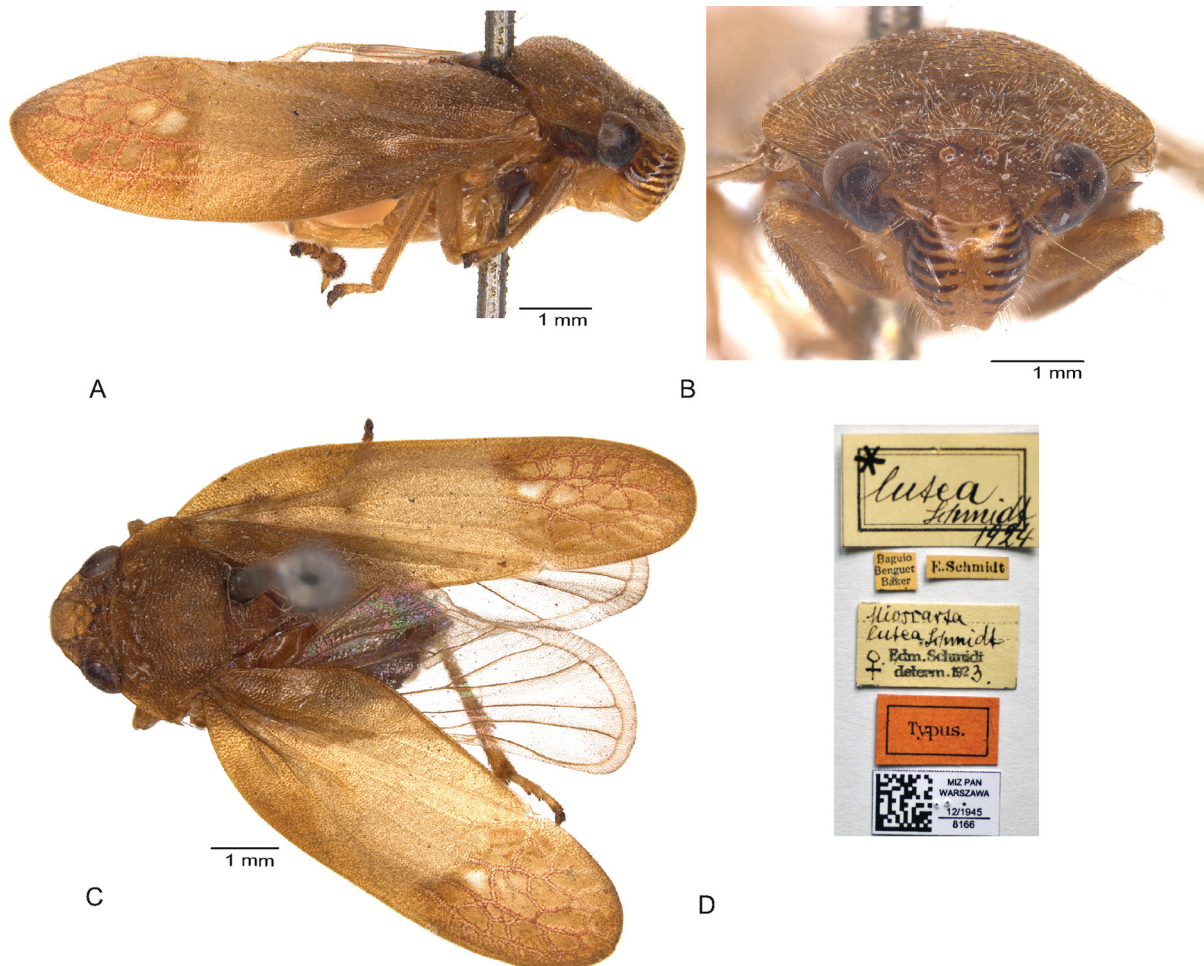 1 mm
1 mm
A
B
*
lutea
Schmidt
1924
Baguio
Benguet
Baker
E. Schmidt
Mioscarta
lutea Schmidt
♀ Edm. Schmidt
determ. 1923.
Typus.
MIZ PAN
WARSZAWA
12/1945
8166
1 mm
C
D